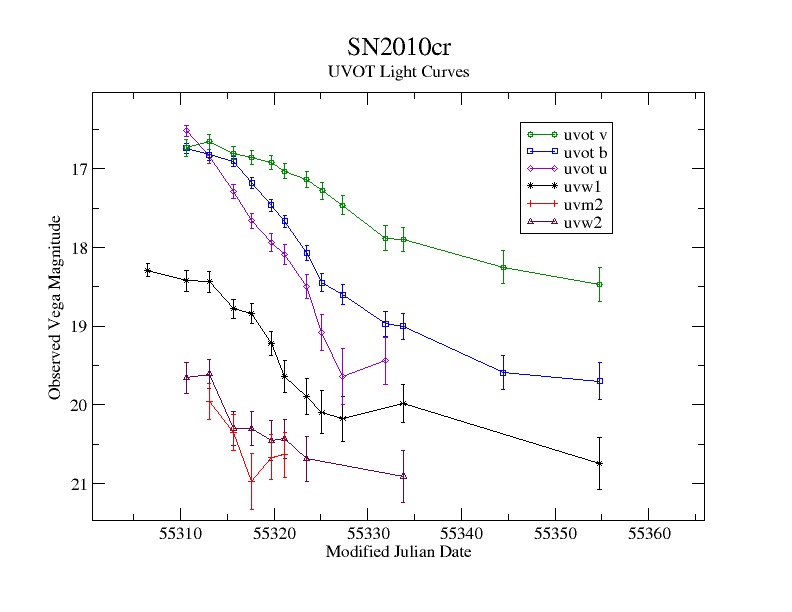 SN2010cr
UVOT Light Curves
uvot v
uvot b
uvot u
uvw1
uvm2
uvw2
Observed Vega Magnitude
17
18
19
20
21
55310 55320 55330 55340 55350 55360
Modified Julian Date